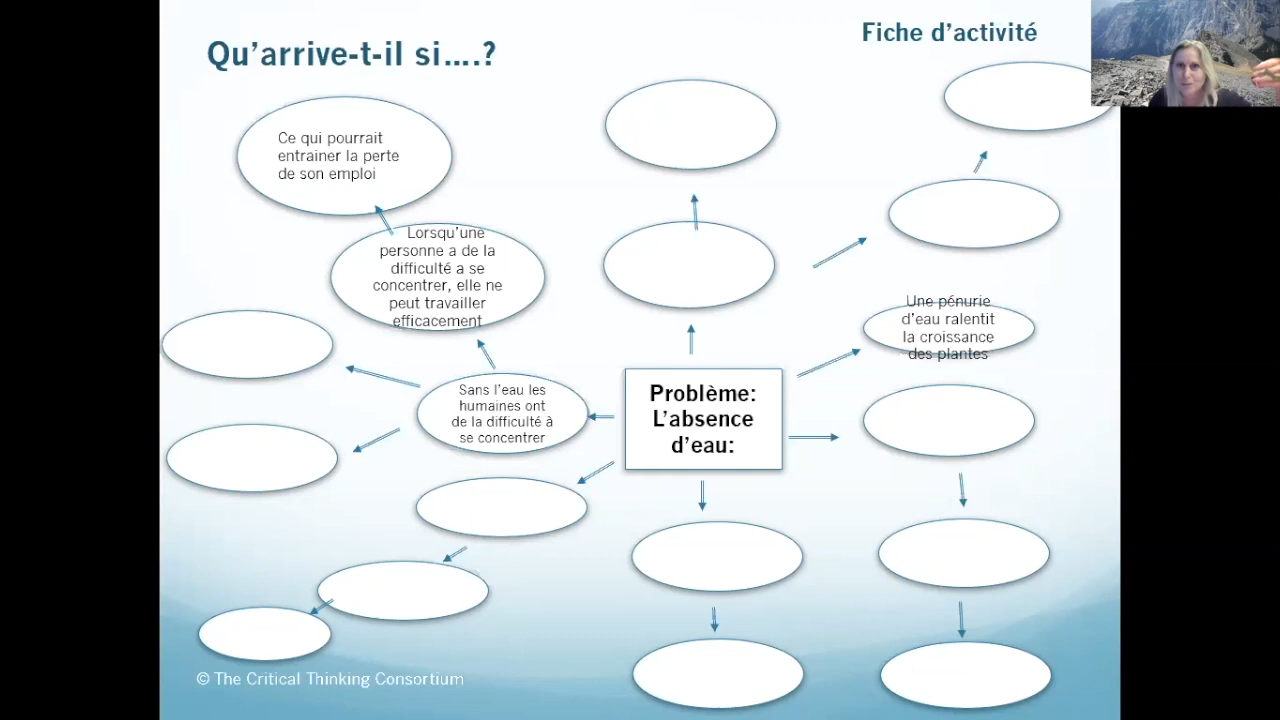 Qu'arrive-t-il si....?
Fiche d'activité
Ce qui pourrait
entrainer la perte
de son emploi
Lorsqu'une
personne a de la
difficulté a se
concentrer, elle ne
peut travailler
efficacement
Une pénurie
d'eau ralentit
la croissance
des plantes
Sans l'eau les
humaines ont
de la difficulté à
se concentrer
Problème:
L'absence
d'eau:
© The Critical Thinking Consortium